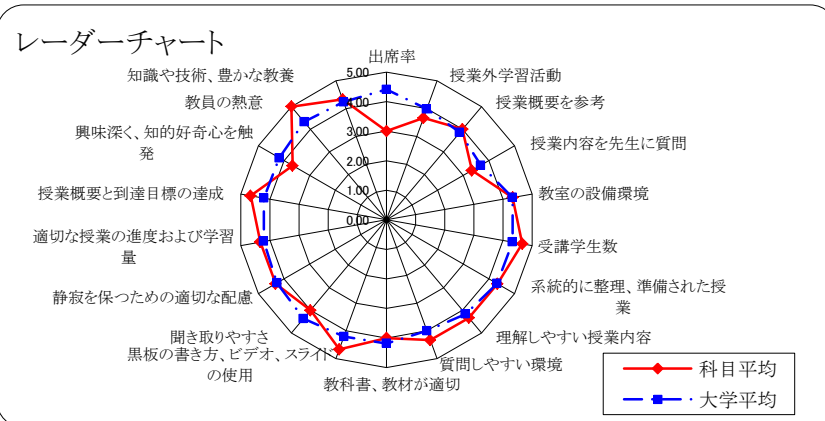 レーダーチャート
出席率
授業外学習活動
授業概要を参考
授業内容を先生に質問
教室の設備環境
受講学生数
系統的に整理、準備された授
業
理解しやすい授業内容
質問しやすい環境
教科書、教材が適切
黒板の書き方、ビデオ、スライド
の使用
聞き取りやすさ
静寂を保つための適切な配慮
適切な授業の進度および学習
量
授業概要と到達目標の達成
興味深く、知的好奇心を触
発
教員の熱意
知識や技術、豊かな教養
5.00
4.00
3.00
2.00
1.00
0.00
科目平均
大学平均